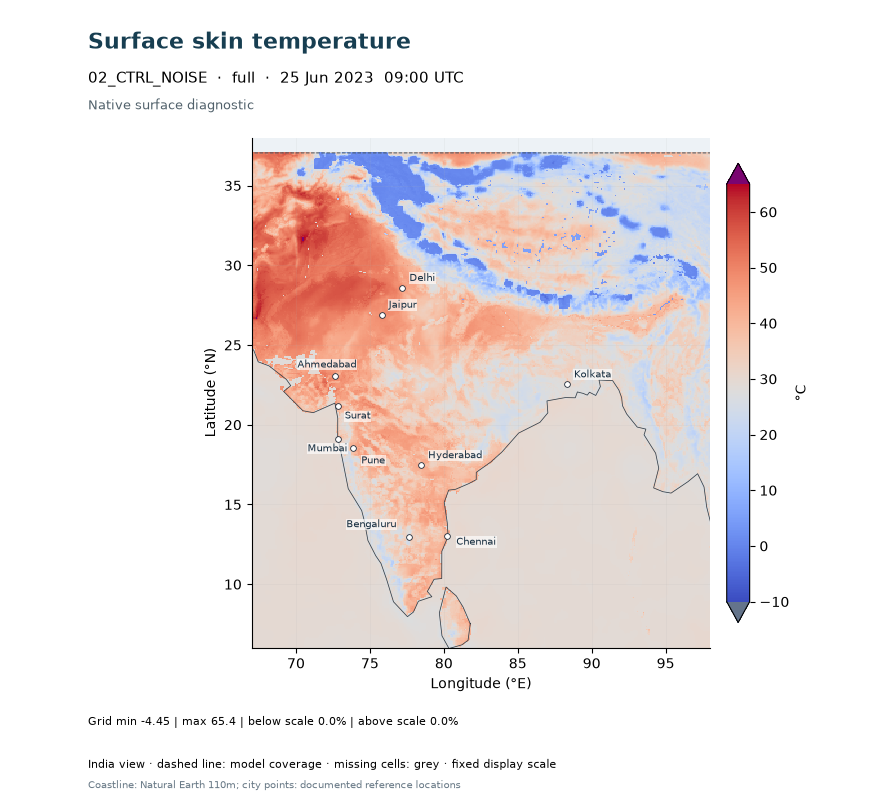 Surface skin temperature
02_CTRL_NOISE · full · 25 Jun 2023 09:00 UTC
Native surface diagnostic
35
30
25
20
15
10
Latitude (°N)
70
75
80
85
90
95
Longitude (°E)
Delhi
Jaipur
Ahmedabad
Kolkata
Surat
Mumbai
Pune
Hyderabad
Bengaluru
Chennai
60
50
40
30
20
10
0
−10
°C
Grid min -4.45 | max 65.4 | below scale 0.0% | above scale 0.0%
India view · dashed line: model coverage · missing cells: grey · fixed display scale
Coastline: Natural Earth 110m; city points: documented reference locations